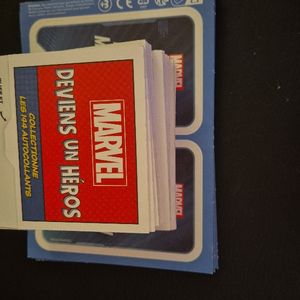 MARVEL
DEVIENS UN HÉROS
COLLECTIONNE
LES 144 AUTOCOLLANTS
MARVEL
MARVEL